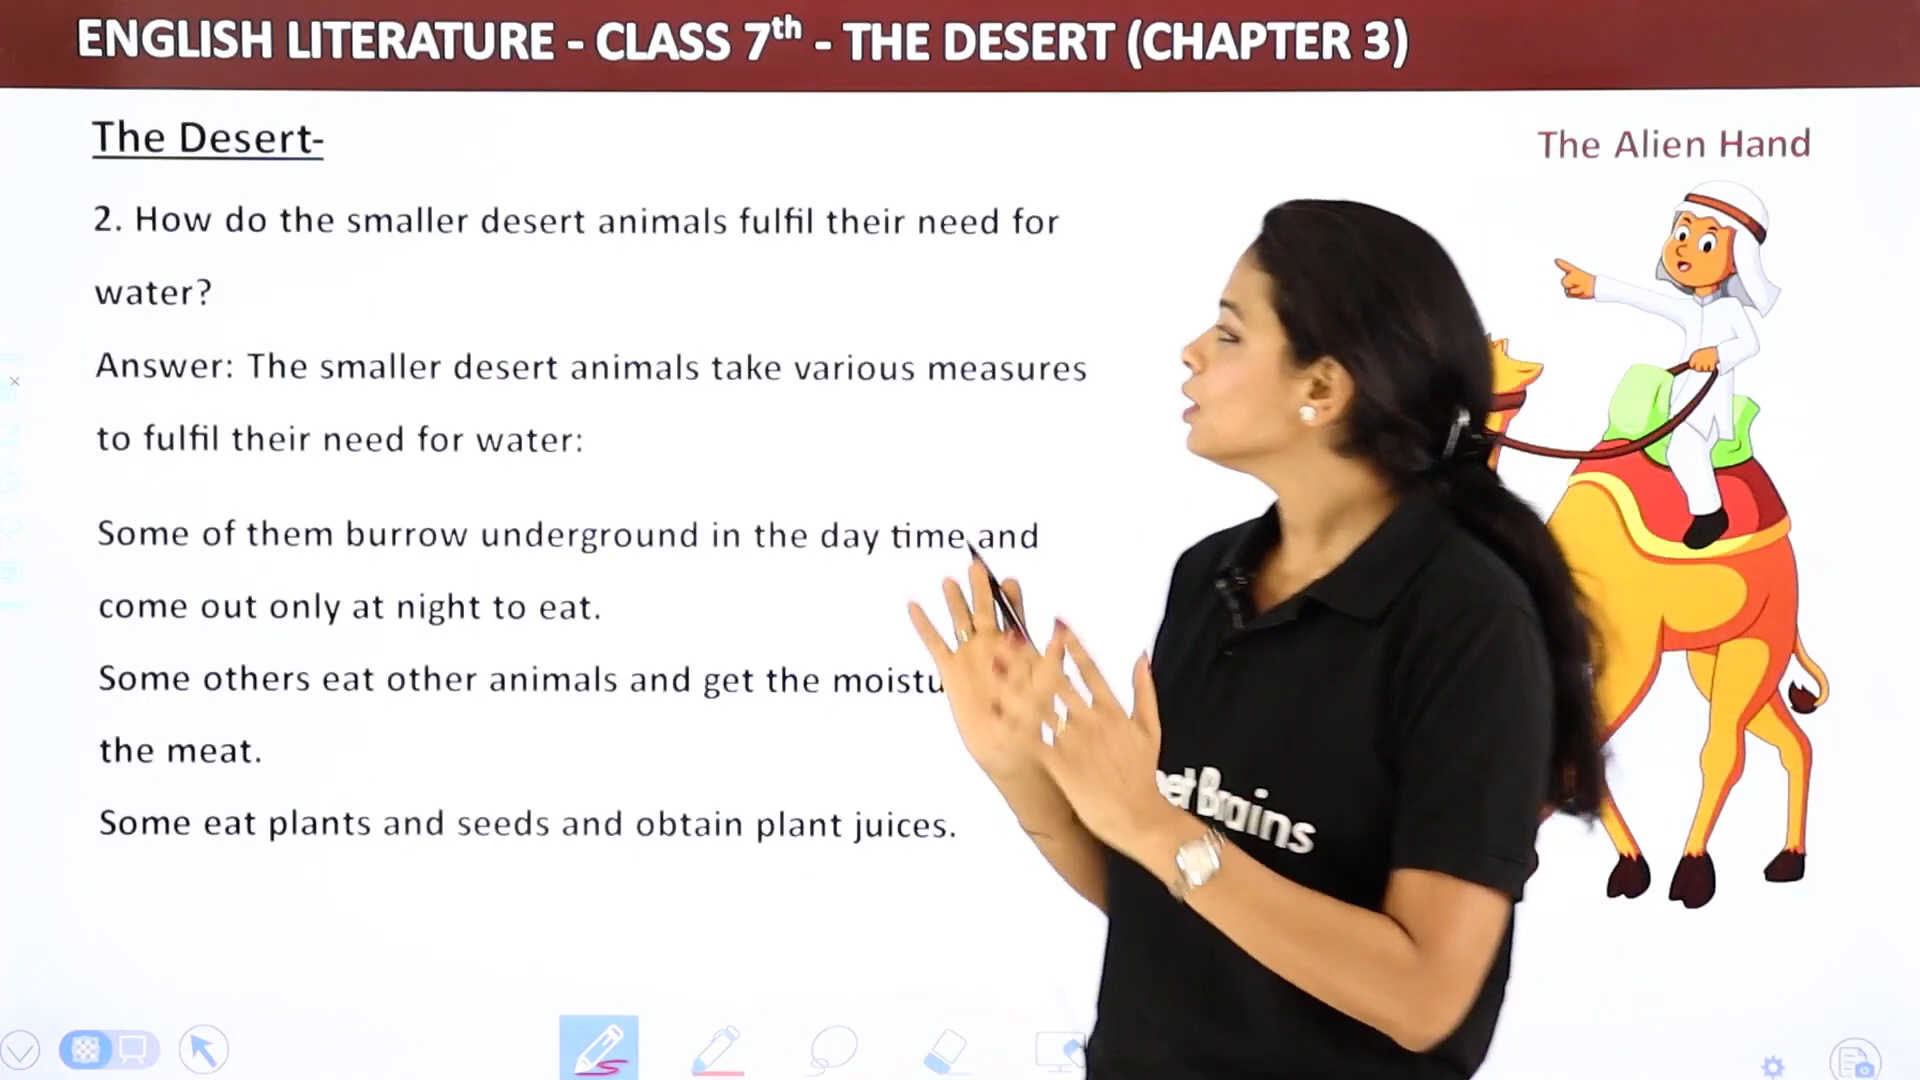 ENGLISH LITERATURE - CLASS 7th - THE DESERT (CHAPTER 3)
The Desert-
The Alien Hand
2. How do the smaller desert animals fulfil their need for
water?
Answer: The smaller desert animals take various measures
to fulfil their need for water:
Some of them burrow underground in the day time and
come out only at night to eat.
Some others eat other animals and get the
the meat.
Some eat plants and seeds and obtain plant juices.
Brains